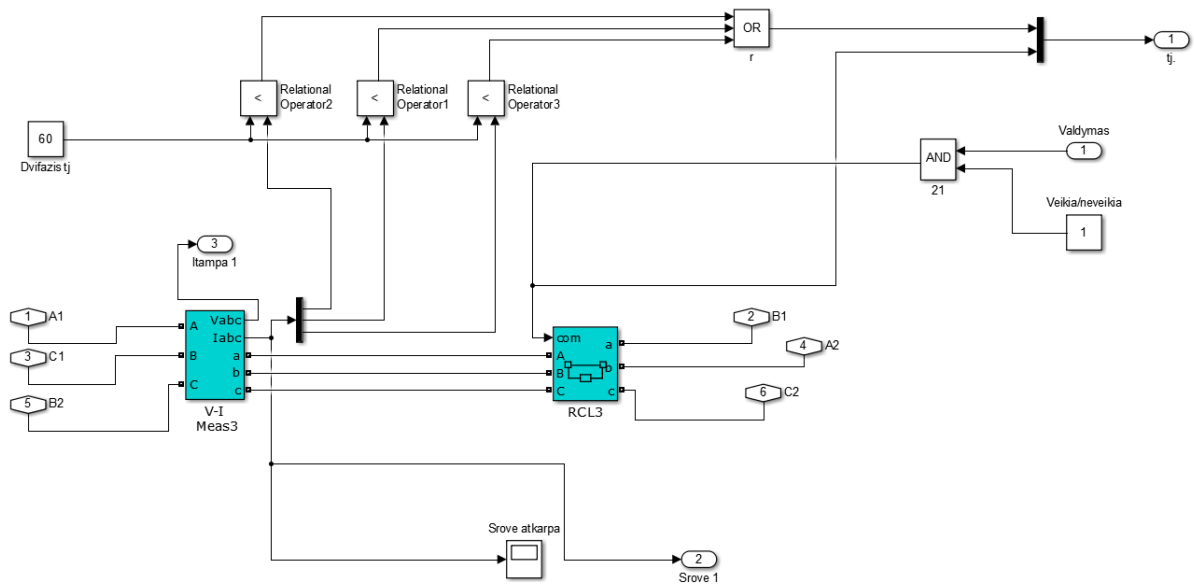 OR
r
1
tj.
<
Relational
Operator2
<
Relational
Operator1
<
Relational
Operator3
60
Dvifazis tj
Valdymas
1
AND
21
Veikia/neveikia
1
3
Itampa 1
1
A1
3
C1
5
B2
A
B
C
Vabc
Iabc
a
b
c
V-I
Meas3
com
A
B
C
a
b
c
RCL3
2
B1
4
A2
6
C2
Srove atkarpa
2
Srove 1